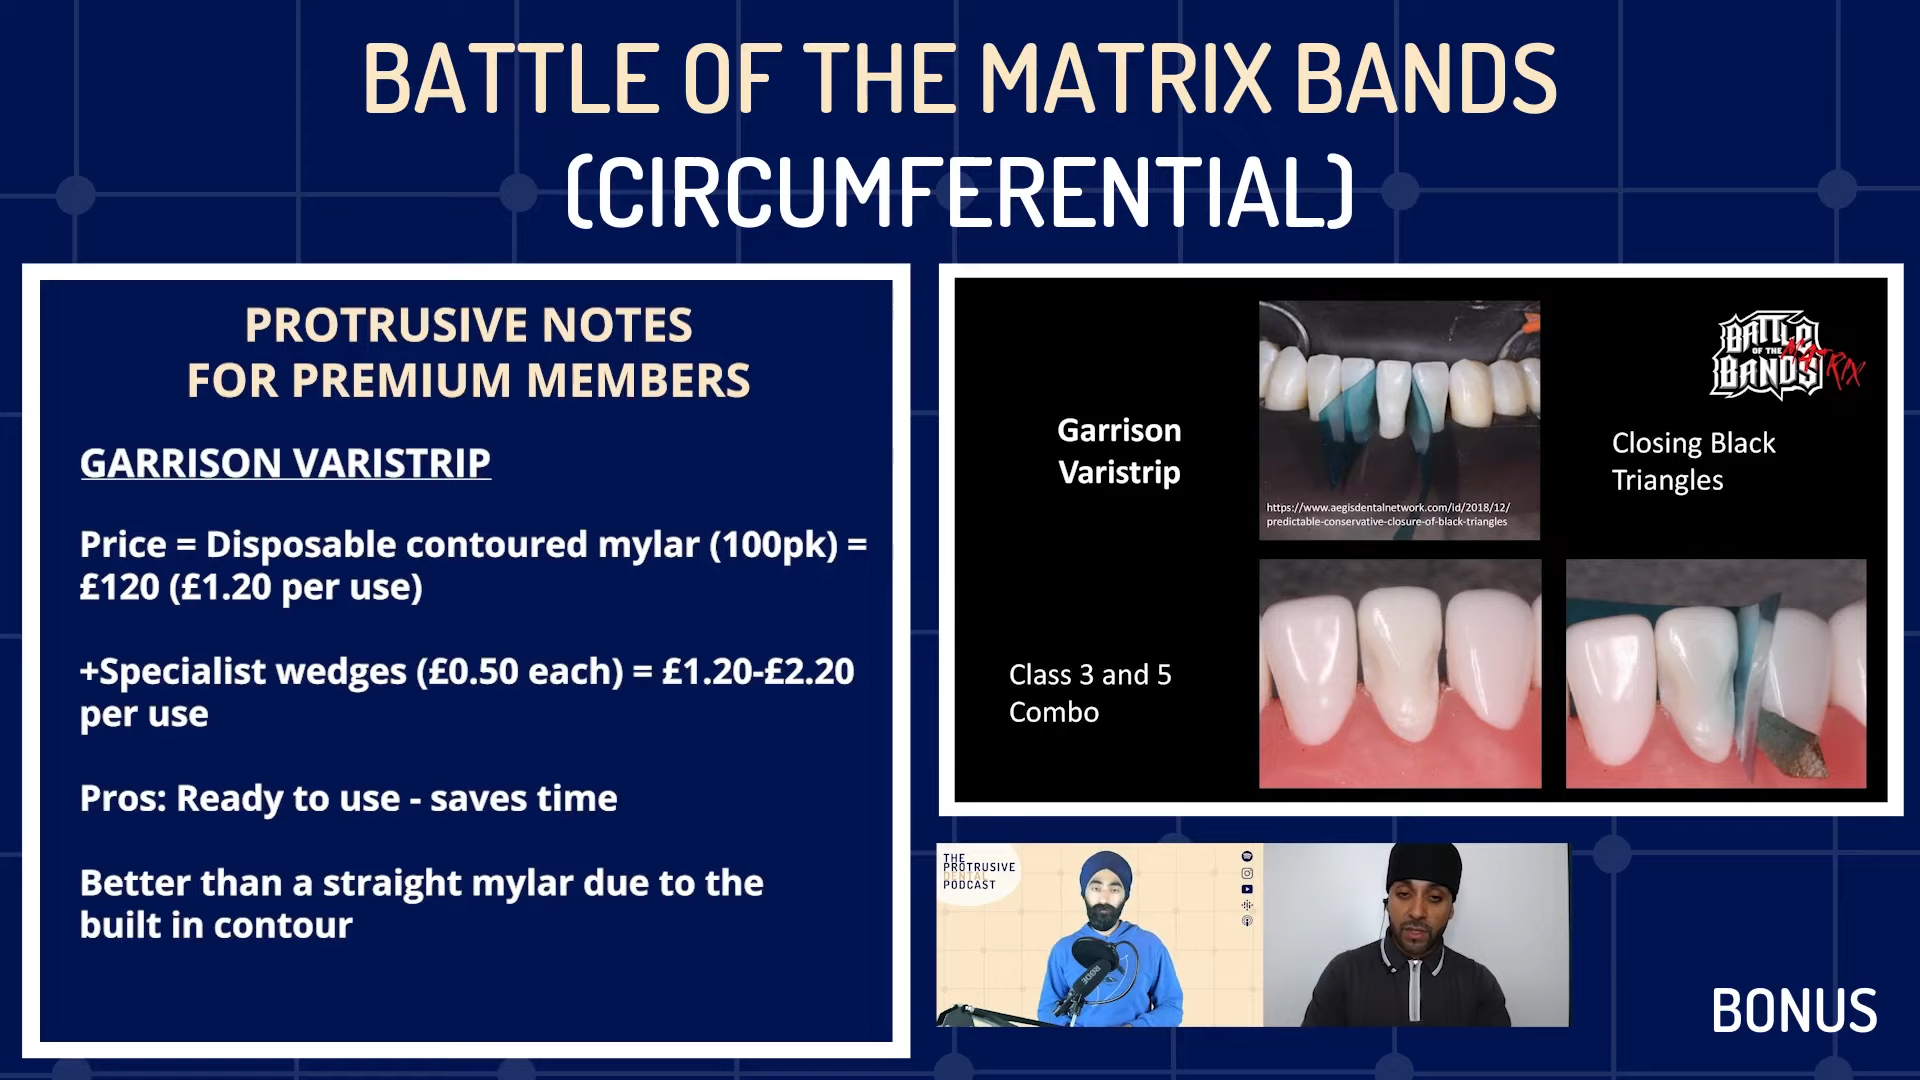 BATTLE OF THE MATRIX BANDS
(CIRCUMFERENTIAL)
PROTRUSIVE NOTES
FOR PREMIUM MEMBERS
GARRISON VARISTRIP
Price = Disposable contoured mylar (100pk) =
£120 (£1.20 per use)
+Specialist wedges (£0.50 each) = £1.20-£2.20
per use
Pros: Ready to use - saves time
Better than a straight mylar due to the
built in contour
Garrison
Varistrip
https://www.aegisdentalnetwork.com/id/2018/12/
predictable-conservative-closure-of-black-triangles
BATTLE
OF THE
MATRIX
BANDS
Closing Black
Triangles
Class 3 and 5
Combo
THE
PROTRUSIVE
DENTAL
PODCAST
RØDE
BONUS